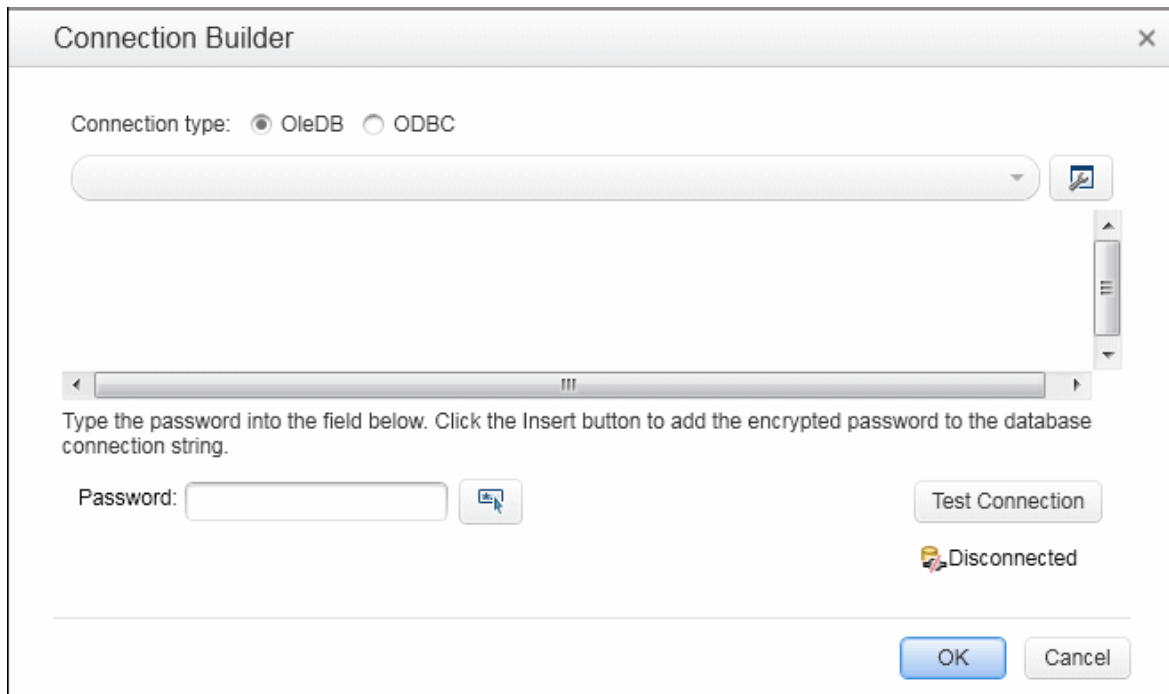 Connection Builder
Connection type: OleDB ODBC
Type the password into the field below. Click the Insert button to add the encrypted password to the database
connection string.
Password:
Test Connection
Disconnected
OK Cancel